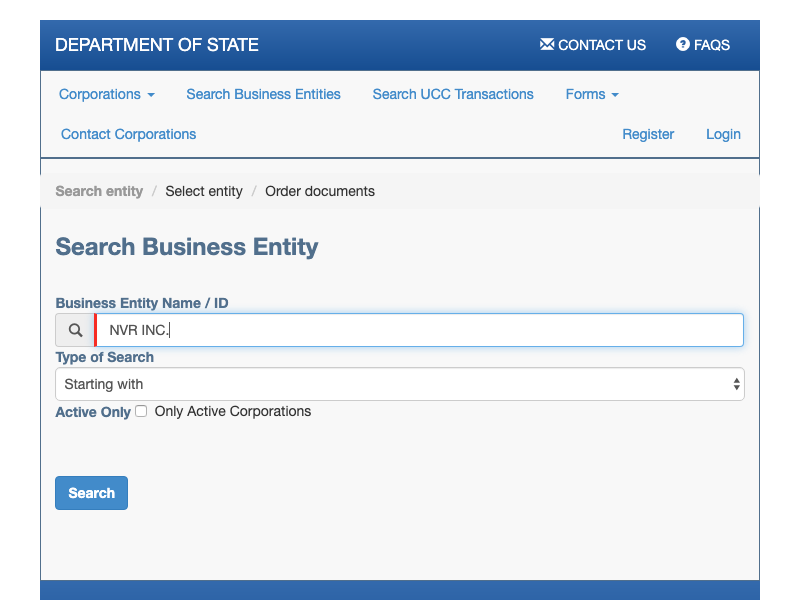 DEPARTMENT OF STATE CONTACT US FAQS
Corporations Search Business Entities Search UCC Transactions Forms
Contact Corporations Register Login
Search entity / Select entity / Order documents
Search Business Entity
Business Entity Name / ID
NVR INC.
Type of Search
Starting with
Active Only Only Active Corporations
Search